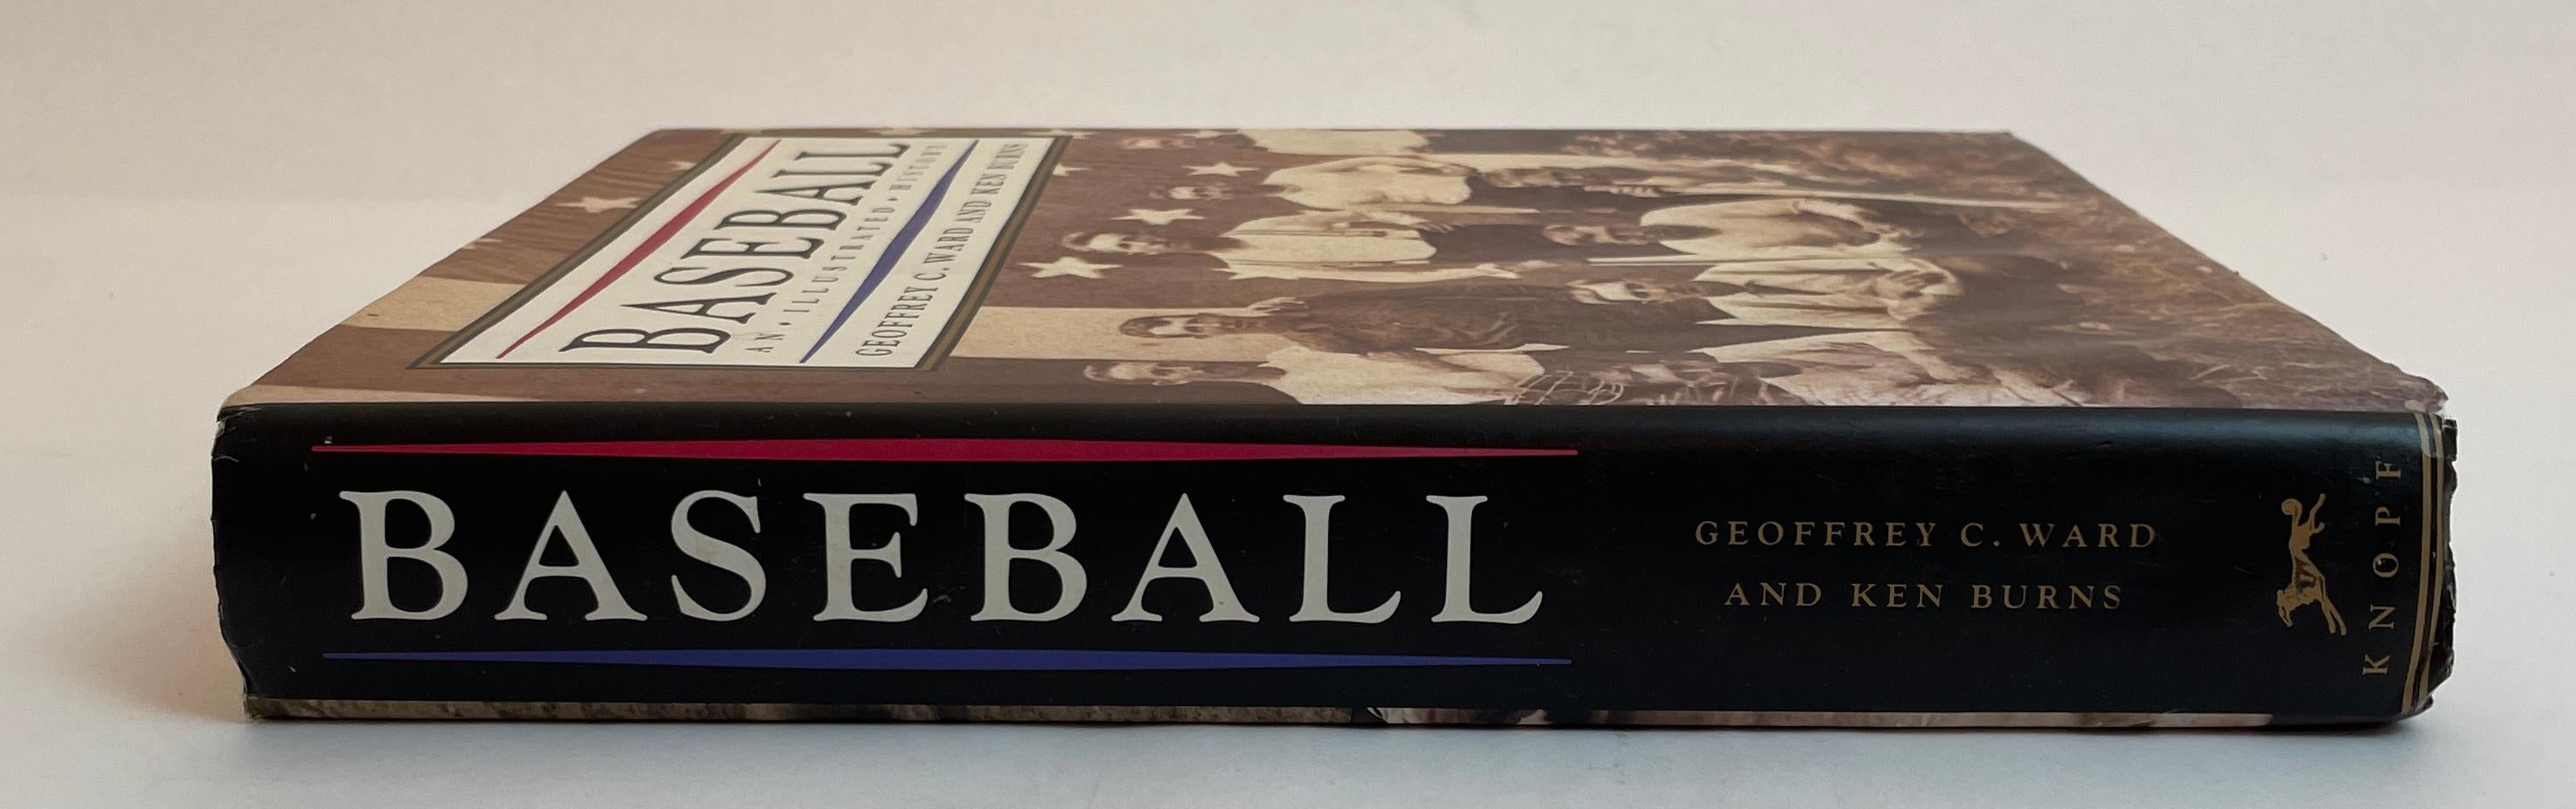 BASEBALL
AN • ILLUSTRATED • HISTORY
GEOFFREY C. WARD AND KEN BURNS
BASEBALL
GEOFFREY C. WARD
AND KEN BURNS
KNOPF